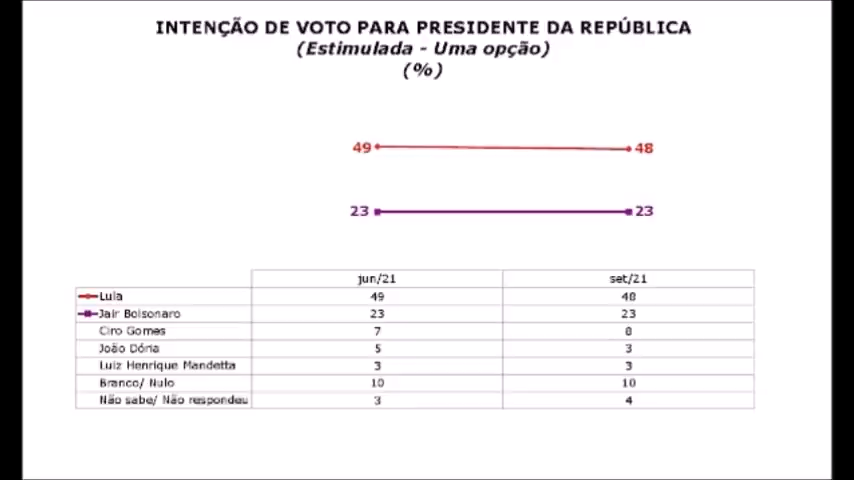 INTENÇÃO DE VOTO PARA PRESIDENTE DA REPÚBLICA
(Estimulada - Uma opção)
(%)
49 48
23 23
jun/21 set/21
Lula 49 48
Jair Bolsonaro 23 23
Ciro Gomes 7 8
João Dória 5 3
Luiz Henrique Mandetta 3 3
Branco/ Nulo 10 10
Não sabe/ Não respondeu 3 4